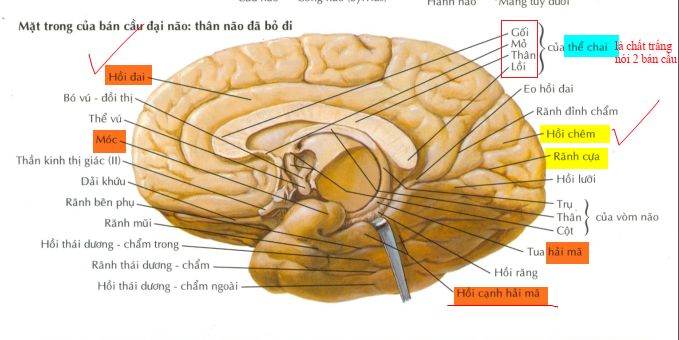 Hành não
Mặt trong của bán cầu đại não: thân não đã bỏ đi
Hồi đai
Bó vú - đồi thị
Thể vú
Móc
Thần kinh thị giác (II)
Dải khứu
Rãnh bên phụ
Rãnh mũi
Hồi thái dương - chẩm trong
Rãnh thái dương - chẩm
Hồi thái dương - chẩm ngoài
Gối
Mỏ
Thân
Lồi
của thể chai
là chất trắng
nói 2 bán cầu
Eo hồi đai
Rãnh đỉnh chẩm
Hồi chêm
Rãnh cựa
Hồi lưỡi
Trụ
Thân
Cột
của vòm não
Tua hải mã
Hồi răng
Hồi cạnh hải mã